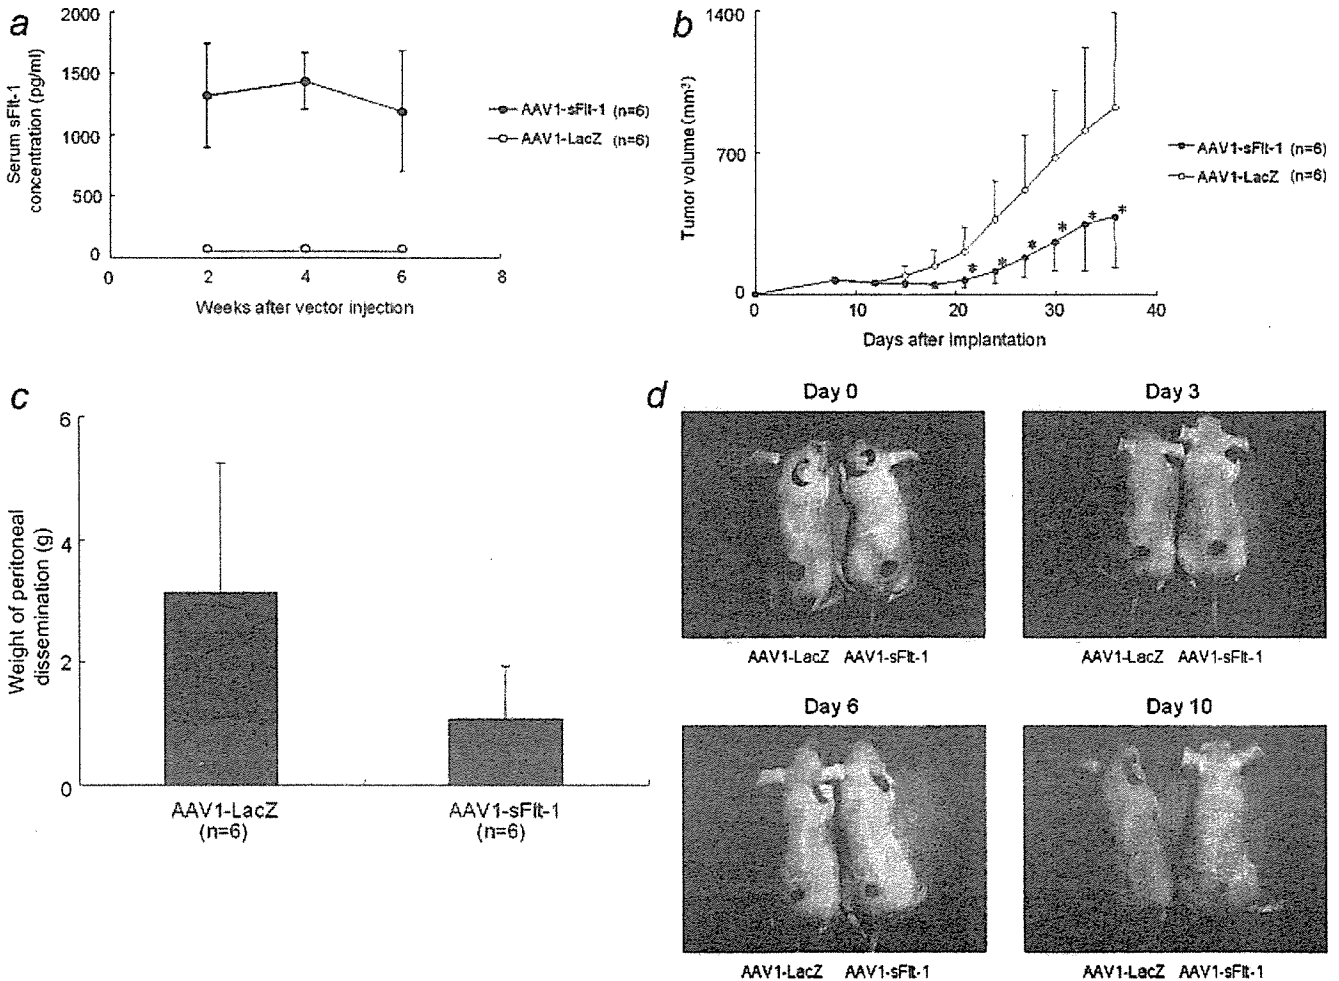 a
2000
1500
1000
500
0
0 2 4 6 8
Serum sFlt-1
concentration (pg/ml)
Weeks after vector injection
AAV1-sFlt-1 (n=6)
AAV1-LacZ (n=6)
b
1400
700
0
0 10 20 30 40
Tumor volume (mm³)
Days after implantation
* * * * * *
AAV1-sFlt-1 (n=6)
AAV1-LacZ (n=6)
c
6
4
2
0
Weight of peritoneal
dissemination (g)
AAV1-LacZ
(n=6)
AAV1-sFlt-1
(n=6)
d
Day 0
AAV1-LacZ AAV1-sFlt-1
Day 3
AAV1-LacZ AAV1-sFlt-1
Day 6
AAV1-LacZ AAV1-sFlt-1
Day 10
AAV1-LacZ AAV1-sFlt-1